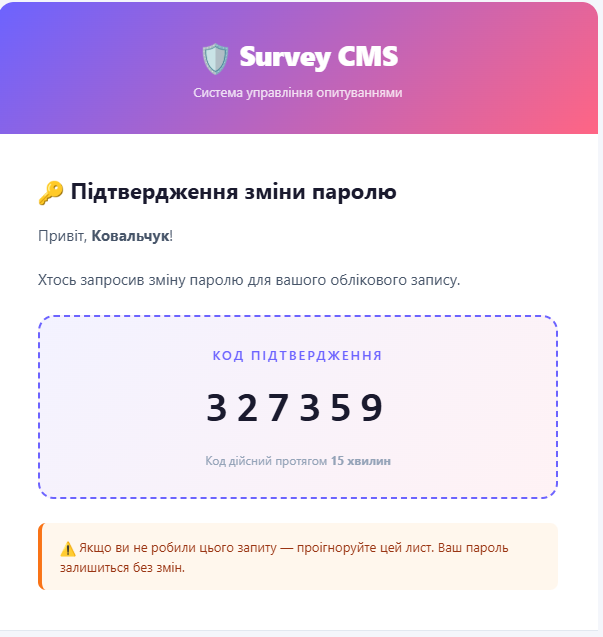 🛡️ Survey CMS
Система управління опитуваннями
🔑 Підтвердження зміни паролю
Привіт, Ковальчук!
Хтось запросив зміну паролю для вашого облікового запису.
КОД ПІДТВЕРДЖЕННЯ
327359
Код дійсний протягом 15 хвилин
⚠️ Якщо ви не робили цього запиту — проігноруйте цей лист. Ваш пароль
залишиться без змін.